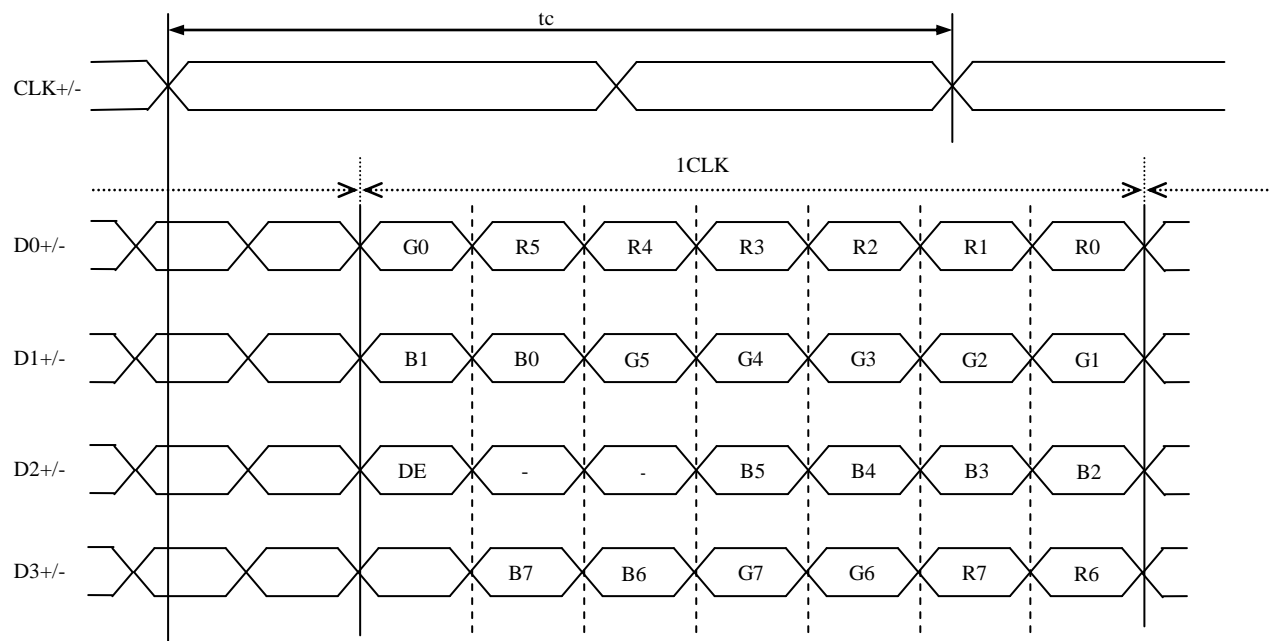 tc
CLK+/-
1CLK
D0+/- G0 R5 R4 R3 R2 R1 R0
D1+/- B1 B0 G5 G4 G3 G2 G1
D2+/- DE - - B5 B4 B3 B2
D3+/- B7 B6 G7 G6 R7 R6